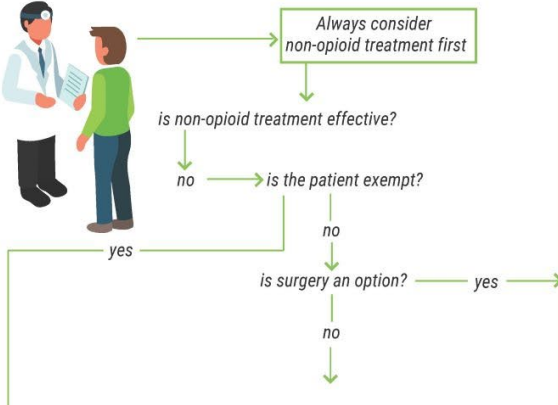 Always consider
non-opioid treatment first
is non-opioid treatment effective?
no
is the patient exempt?
yes
no
is surgery an option?
yes
no